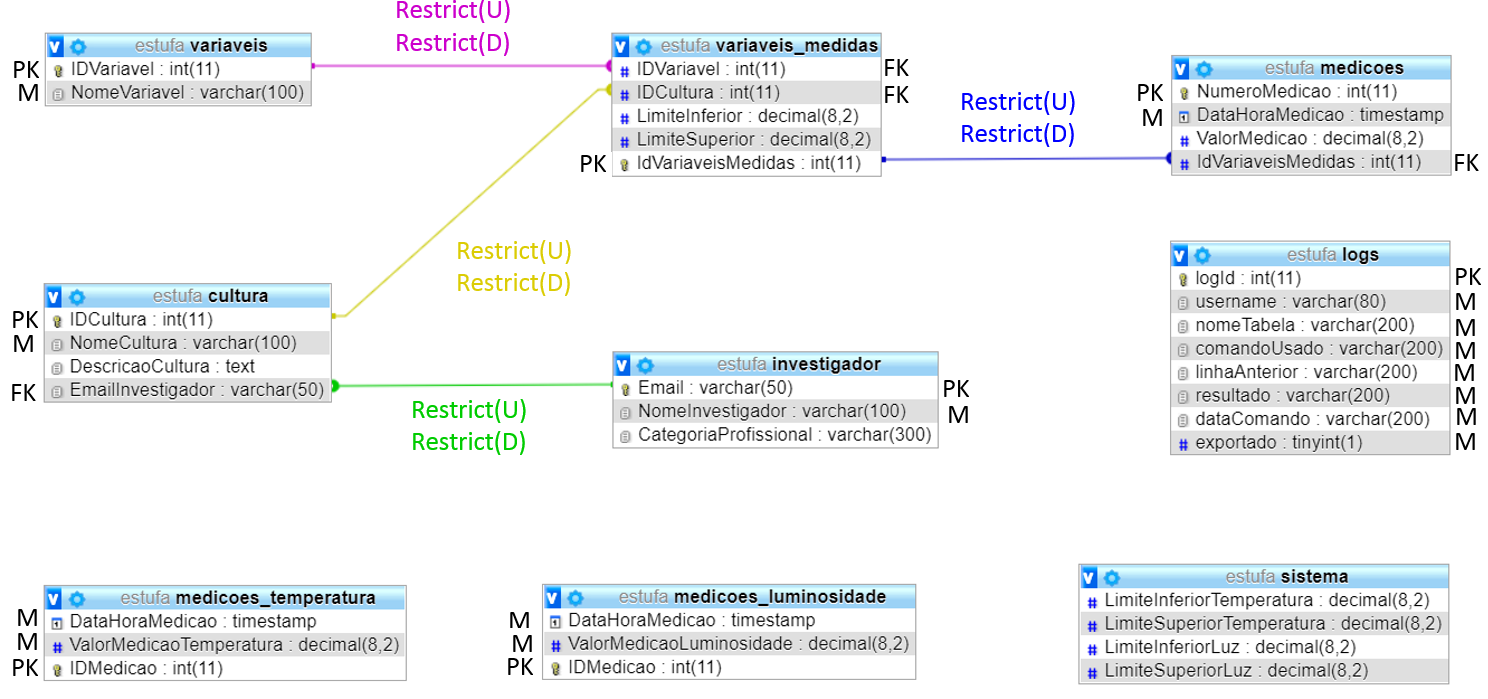 Restrict(U)
Restrict(D)
estufa variaveis
PK IDVariavel : int(11)
M NomeVariavel : varchar(100)
estufa variaveis_medidas
IDVariavel : int(11) FK
IDCultura : int(11) FK
LimiteInferior : decimal(8,2)
LimiteSuperior : decimal(8,2)
PK IdVariaveisMedidas : int(11)
Restrict(U)
Restrict(D)
estufa medicoes
PK NumeroMedicao : int(11)
M DataHoraMedicao : timestamp
ValorMedicao : decimal(8,2)
IdVariaveisMedidas : int(11) FK
Restrict(U)
Restrict(D)
estufa cultura
PK IDCultura : int(11)
M NomeCultura : varchar(100)
DescricaoCultura : text
FK EmailInvestigador : varchar(50)
Restrict(U)
Restrict(D)
estufa investigador
Email : varchar(50) PK
NomeInvestigador : varchar(100) M
CategoriaProfissional : varchar(300)
estufa logs
logId : int(11) PK
username : varchar(80) M
nomeTabela : varchar(200) M
comandoUsado : varchar(200) M
linhaAnterior : varchar(200) M
resultado : varchar(200) M
dataComando : varchar(200) M
exportado : tinyint(1) M
estufa medicoes_temperatura
M DataHoraMedicao : timestamp
M ValorMedicaoTemperatura : decimal(8,2)
PK IDMedicao : int(11)
estufa medicoes_luminosidade
M DataHoraMedicao : timestamp
M ValorMedicaoLuminosidade : decimal(8,2)
PK IDMedicao : int(11)
estufa sistema
LimiteInferiorTemperatura : decimal(8,2)
LimiteSuperiorTemperatura : decimal(8,2)
LimiteInferiorLuz : decimal(8,2)
LimiteSuperiorLuz : decimal(8,2)